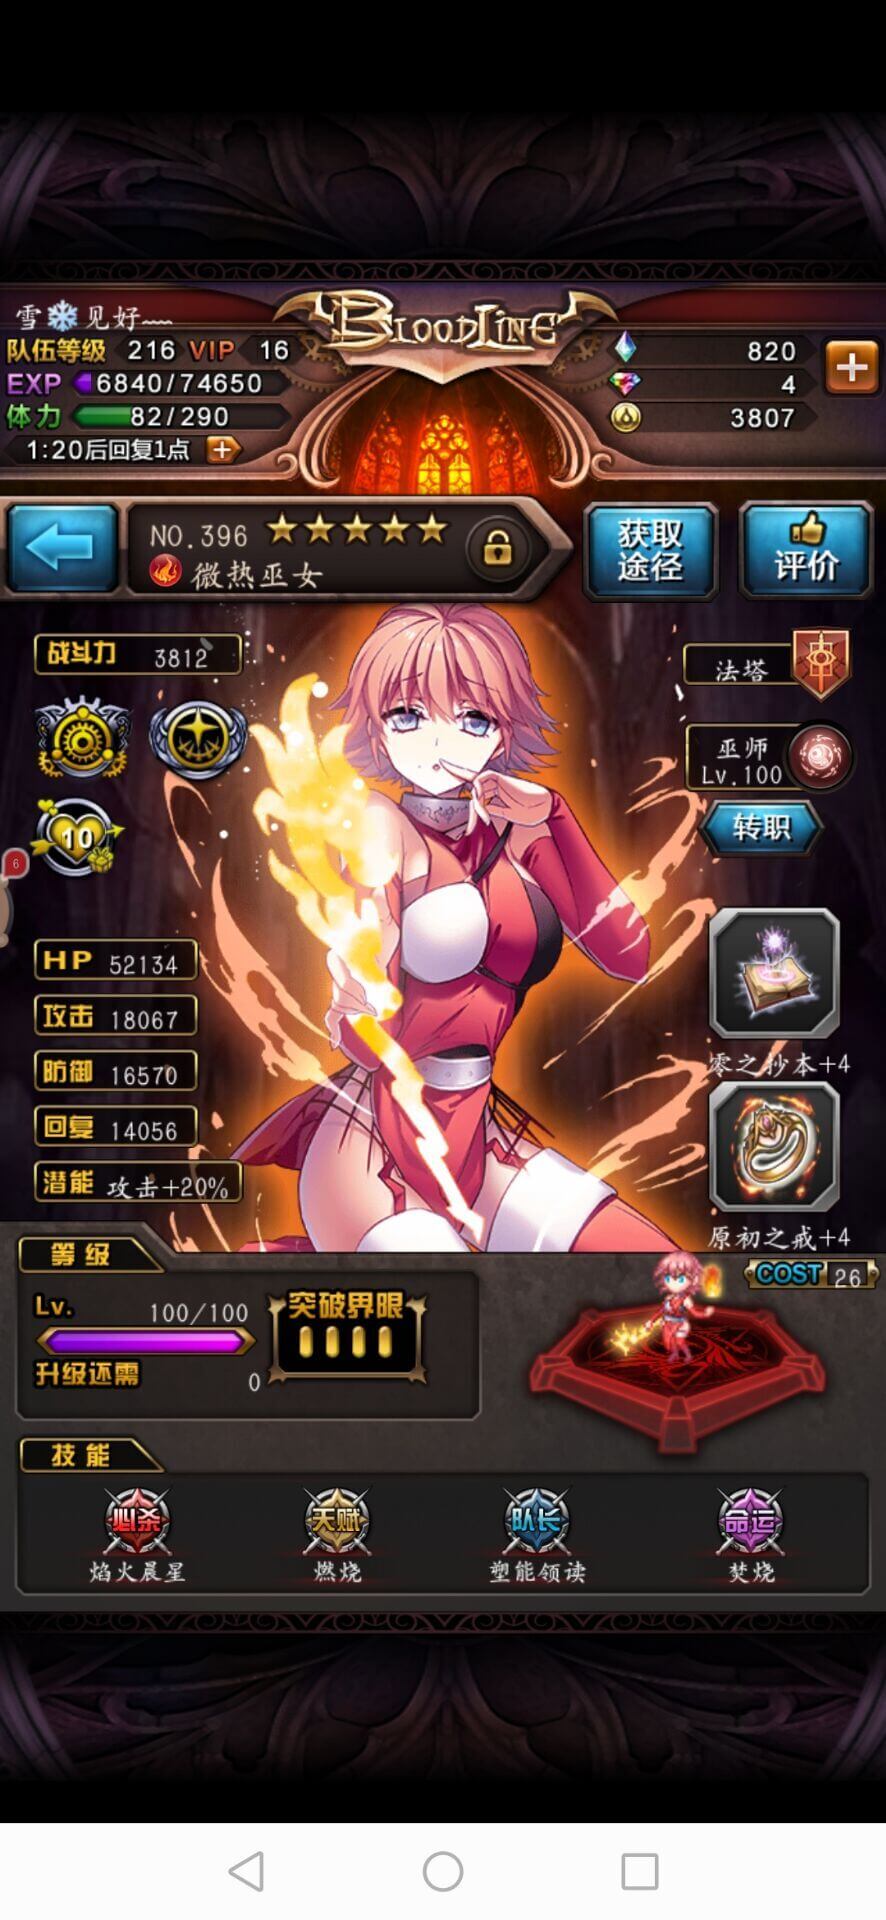 雪❄见好﹏
BLOODLINE
队伍等级 216 VIP 16
820
EXP 6840/74650
4
体力 82/290
3807
1:20后回复1点
NO.396
微热巫女
获取
途径
评价
战斗力 3812
法塔
巫师
Lv.100
转职
10
6
HP 52134
攻击 18067
防御 16570
回复 14056
潜能 攻击+20%
零之抄本+4
原初之戒+4
等级
COST 26
Lv. 100/100
突破界限
升级还需 0
技能
必杀 天赋 队长 命运
焰火晨星 燃烧 塑能领读 焚烧